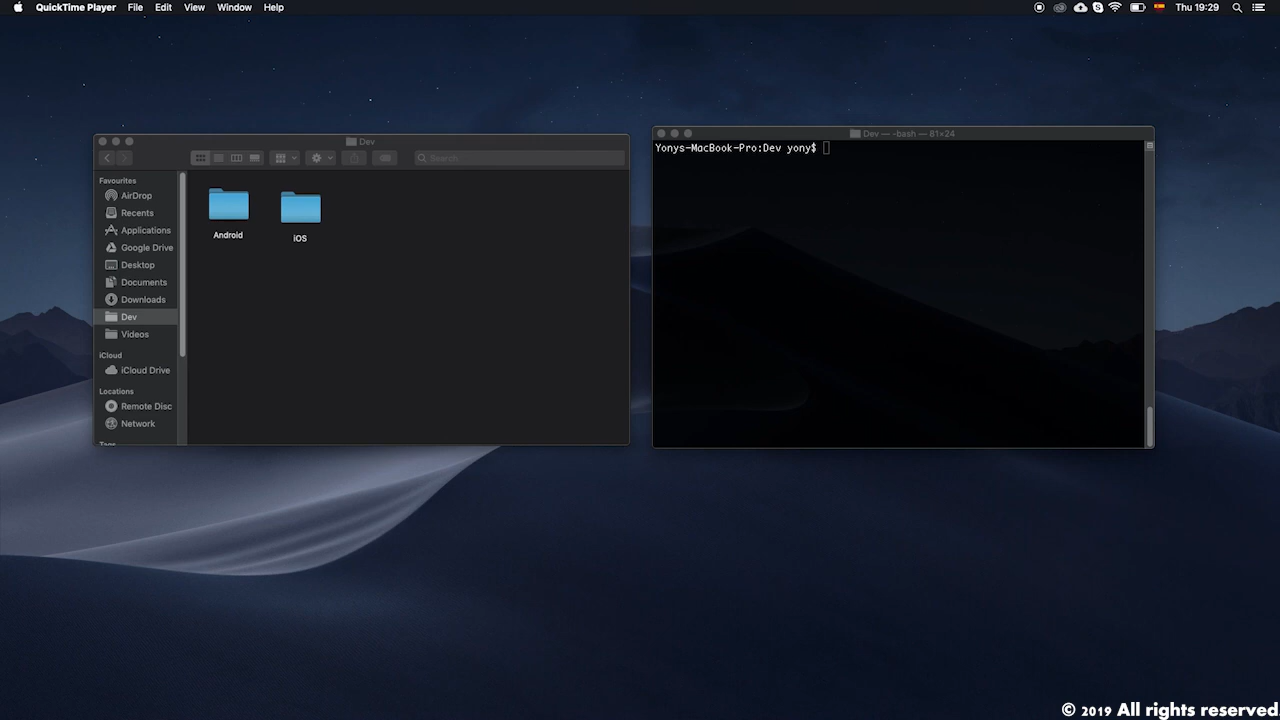 QuickTime Player File Edit View Window Help Thu 19:29
Dev
Search
Favourites
AirDrop
Recents
Applications
Google Drive
Desktop
Documents
Downloads
Dev
Videos
iCloud
iCloud Drive
Locations
Remote Disc
Network
Tags
Android
iOS
Dev — -bash — 81×24
Yonys-MacBook-Pro:Dev yony$
© 2019 All rights reserved